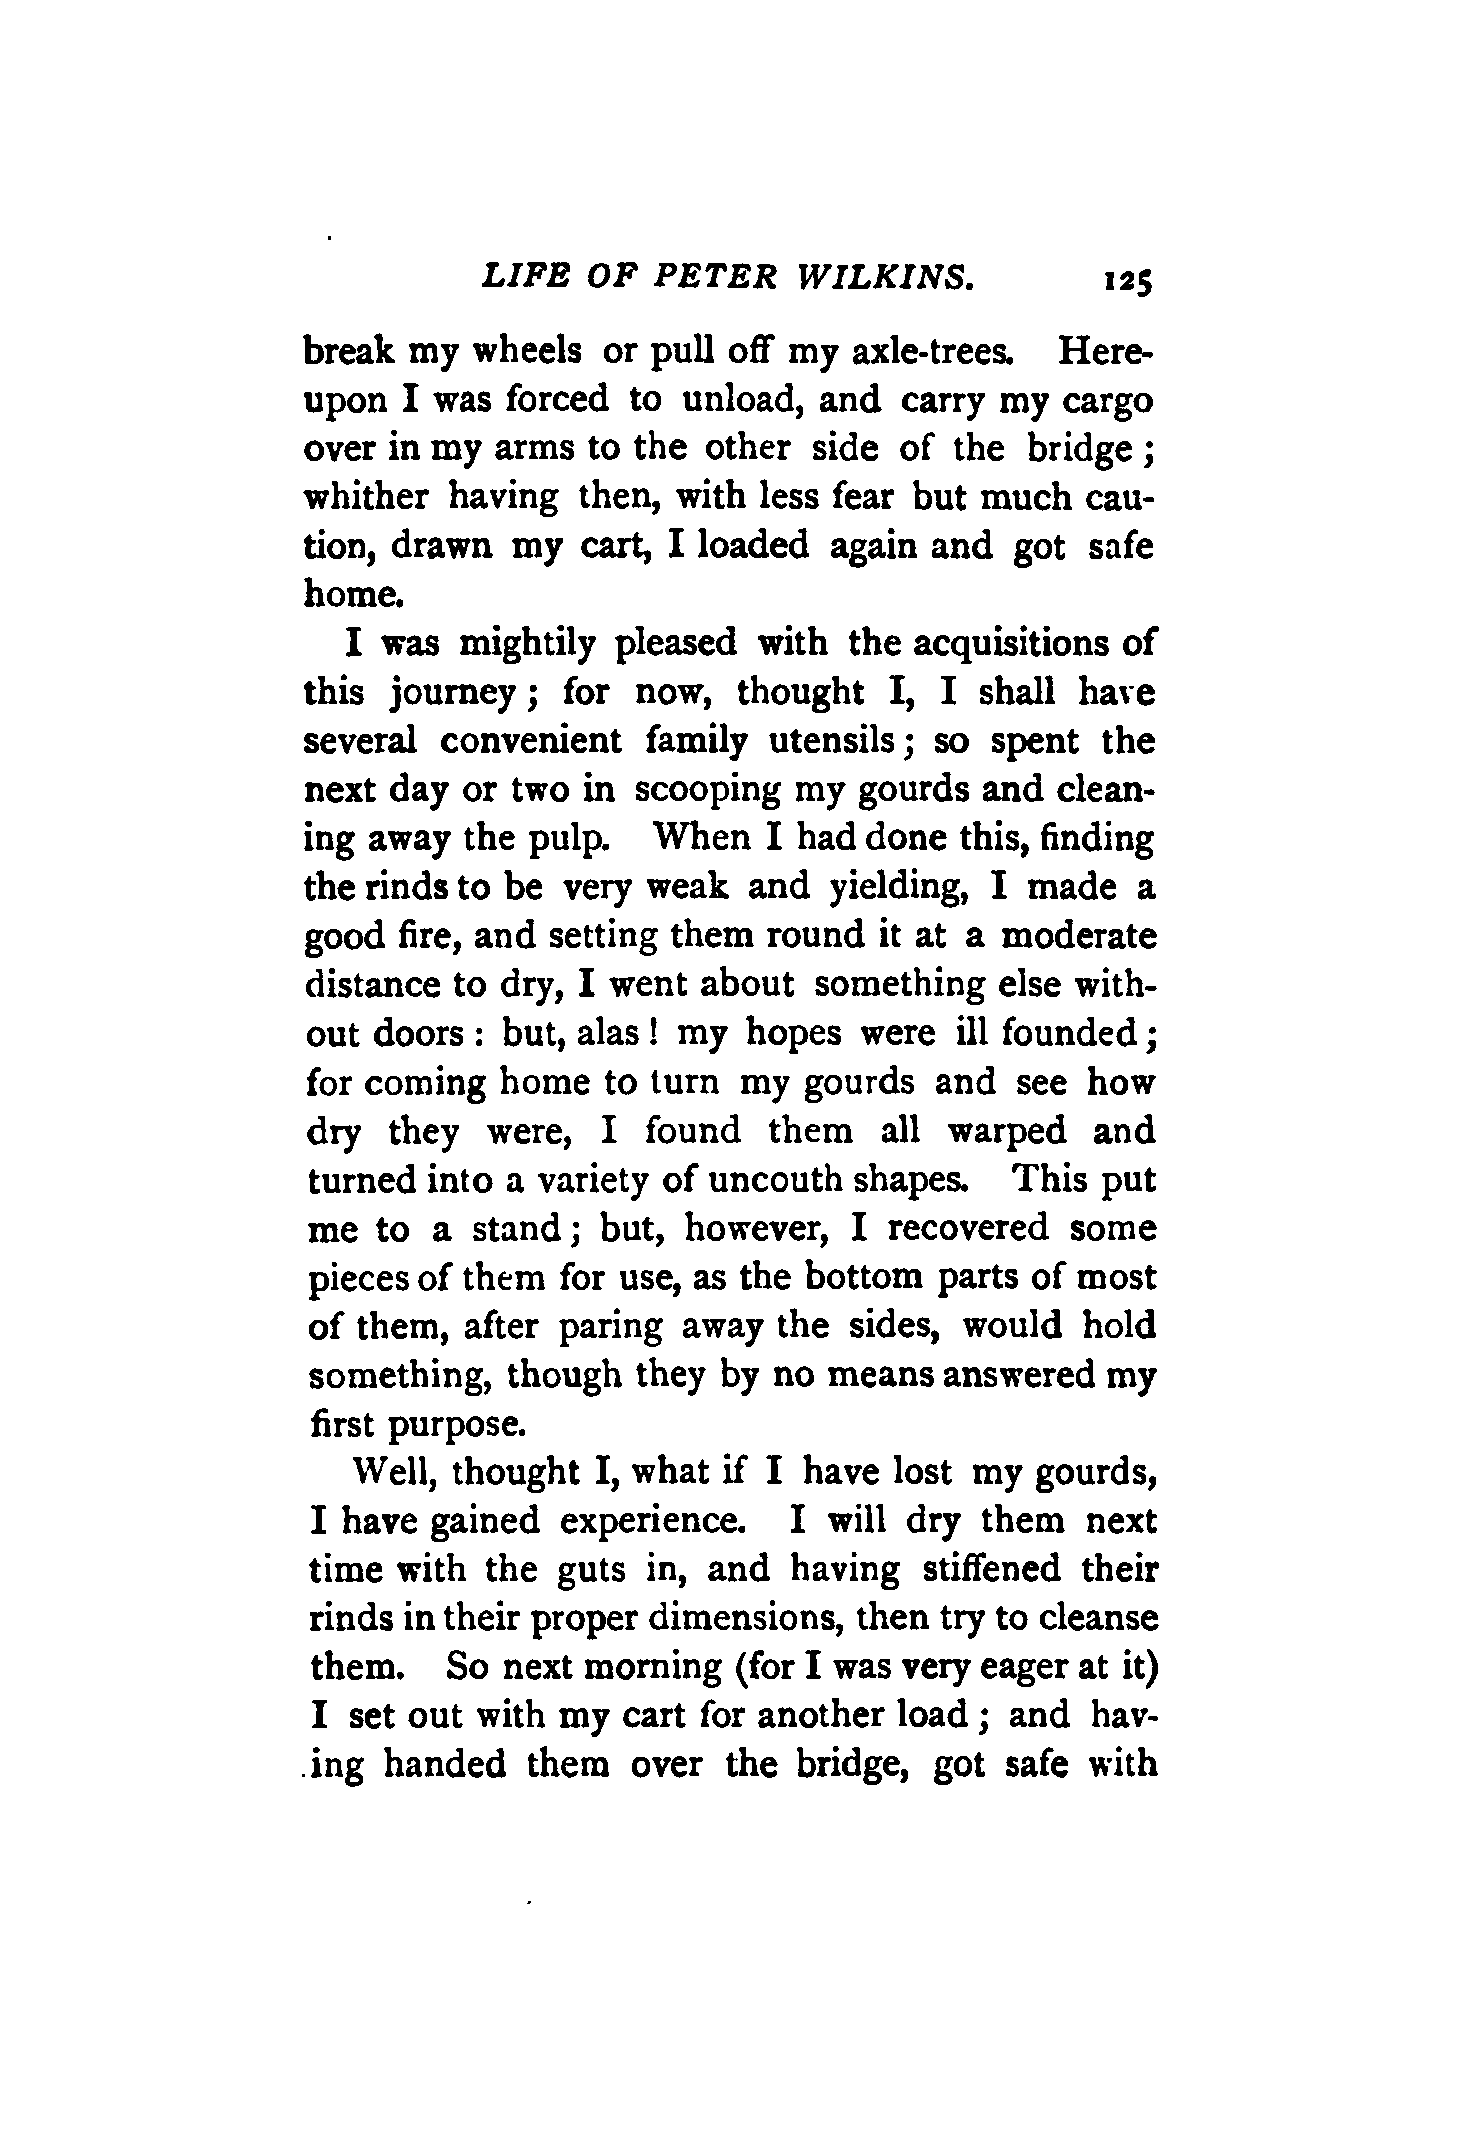 LIFE OF PETER WILKINS. 125
break my wheels or pull off my axle-trees. Here-
upon I was forced to unload, and carry my cargo
over in my arms to the other side of the bridge ;
whither having then, with less fear but much cau-
tion, drawn my cart, I loaded again and got safe
home.
I was mightily pleased with the acquisitions of
this journey ; for now, thought I, I shall have
several convenient family utensils ; so spent the
next day or two in scooping my gourds and clean-
ing away the pulp. When I had done this, finding
the rinds to be very weak and yielding, I made a
good fire, and setting them round it at a moderate
distance to dry, I went about something else with-
out doors : but, alas ! my hopes were ill founded ;
for coming home to turn my gourds and see how
dry they were, I found them all warped and
turned into a variety of uncouth shapes. This put
me to a stand ; but, however, I recovered some
pieces of them for use, as the bottom parts of most
of them, after paring away the sides, would hold
something, though they by no means answered my
first purpose.
Well, thought I, what if I have lost my gourds,
I have gained experience. I will dry them next
time with the guts in, and having stiffened their
rinds in their proper dimensions, then try to cleanse
them. So next morning (for I was very eager at it)
I set out with my cart for another load ; and hav-
ing handed them over the bridge, got safe with